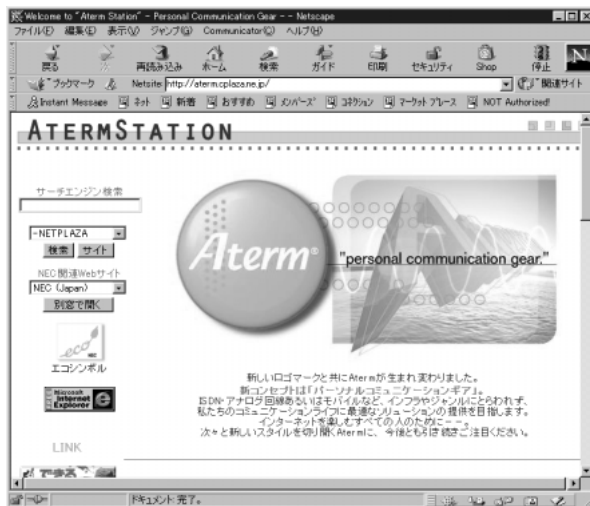 Welcome to "Aterm Station" - Personal Communication Gear - - Netscape
ファイル(F) 編集(E) 表示(V) ジャンプ(G) Communicator(C) ヘルプ(H)
戻る 再読み込み ホーム 検索 ガイド 印刷 セキュリティ Shop 停止 N
ブックマーク Netsite: http://aterm.cplaza.ne.jp/ 関連サイト
Instant Message ネット 新着 おすすめ メンバーズ コネクション マーケットプレース NOT Authorized!
ATERMSTATION
サーチエンジン検索
-NETPLAZA
検索 サイト
NEC関連Webサイト
NEC (Japan)
別窓で開く
eco
NEC
エコシンボル
Microsoft
Internet
Explorer
LINK
できる
Aterm®
"personal communication gear."
新しいロゴマークと共にAtermが生まれ変わりました。
新コンセプトは「パーソナルコミュニケーションギア」。
ISDN・アナログ回線あるいはモバイルなど、インフラやジャンルにとらわれず、
私たちのコミュニケーションライフに最適なソリューションの提供を目指します。
インターネットを楽しむすべての人のために－－。
次々と新しいスタイルを切り開くAtermに、今後とも引き続きご注目ください。
ドキュメント:完了。